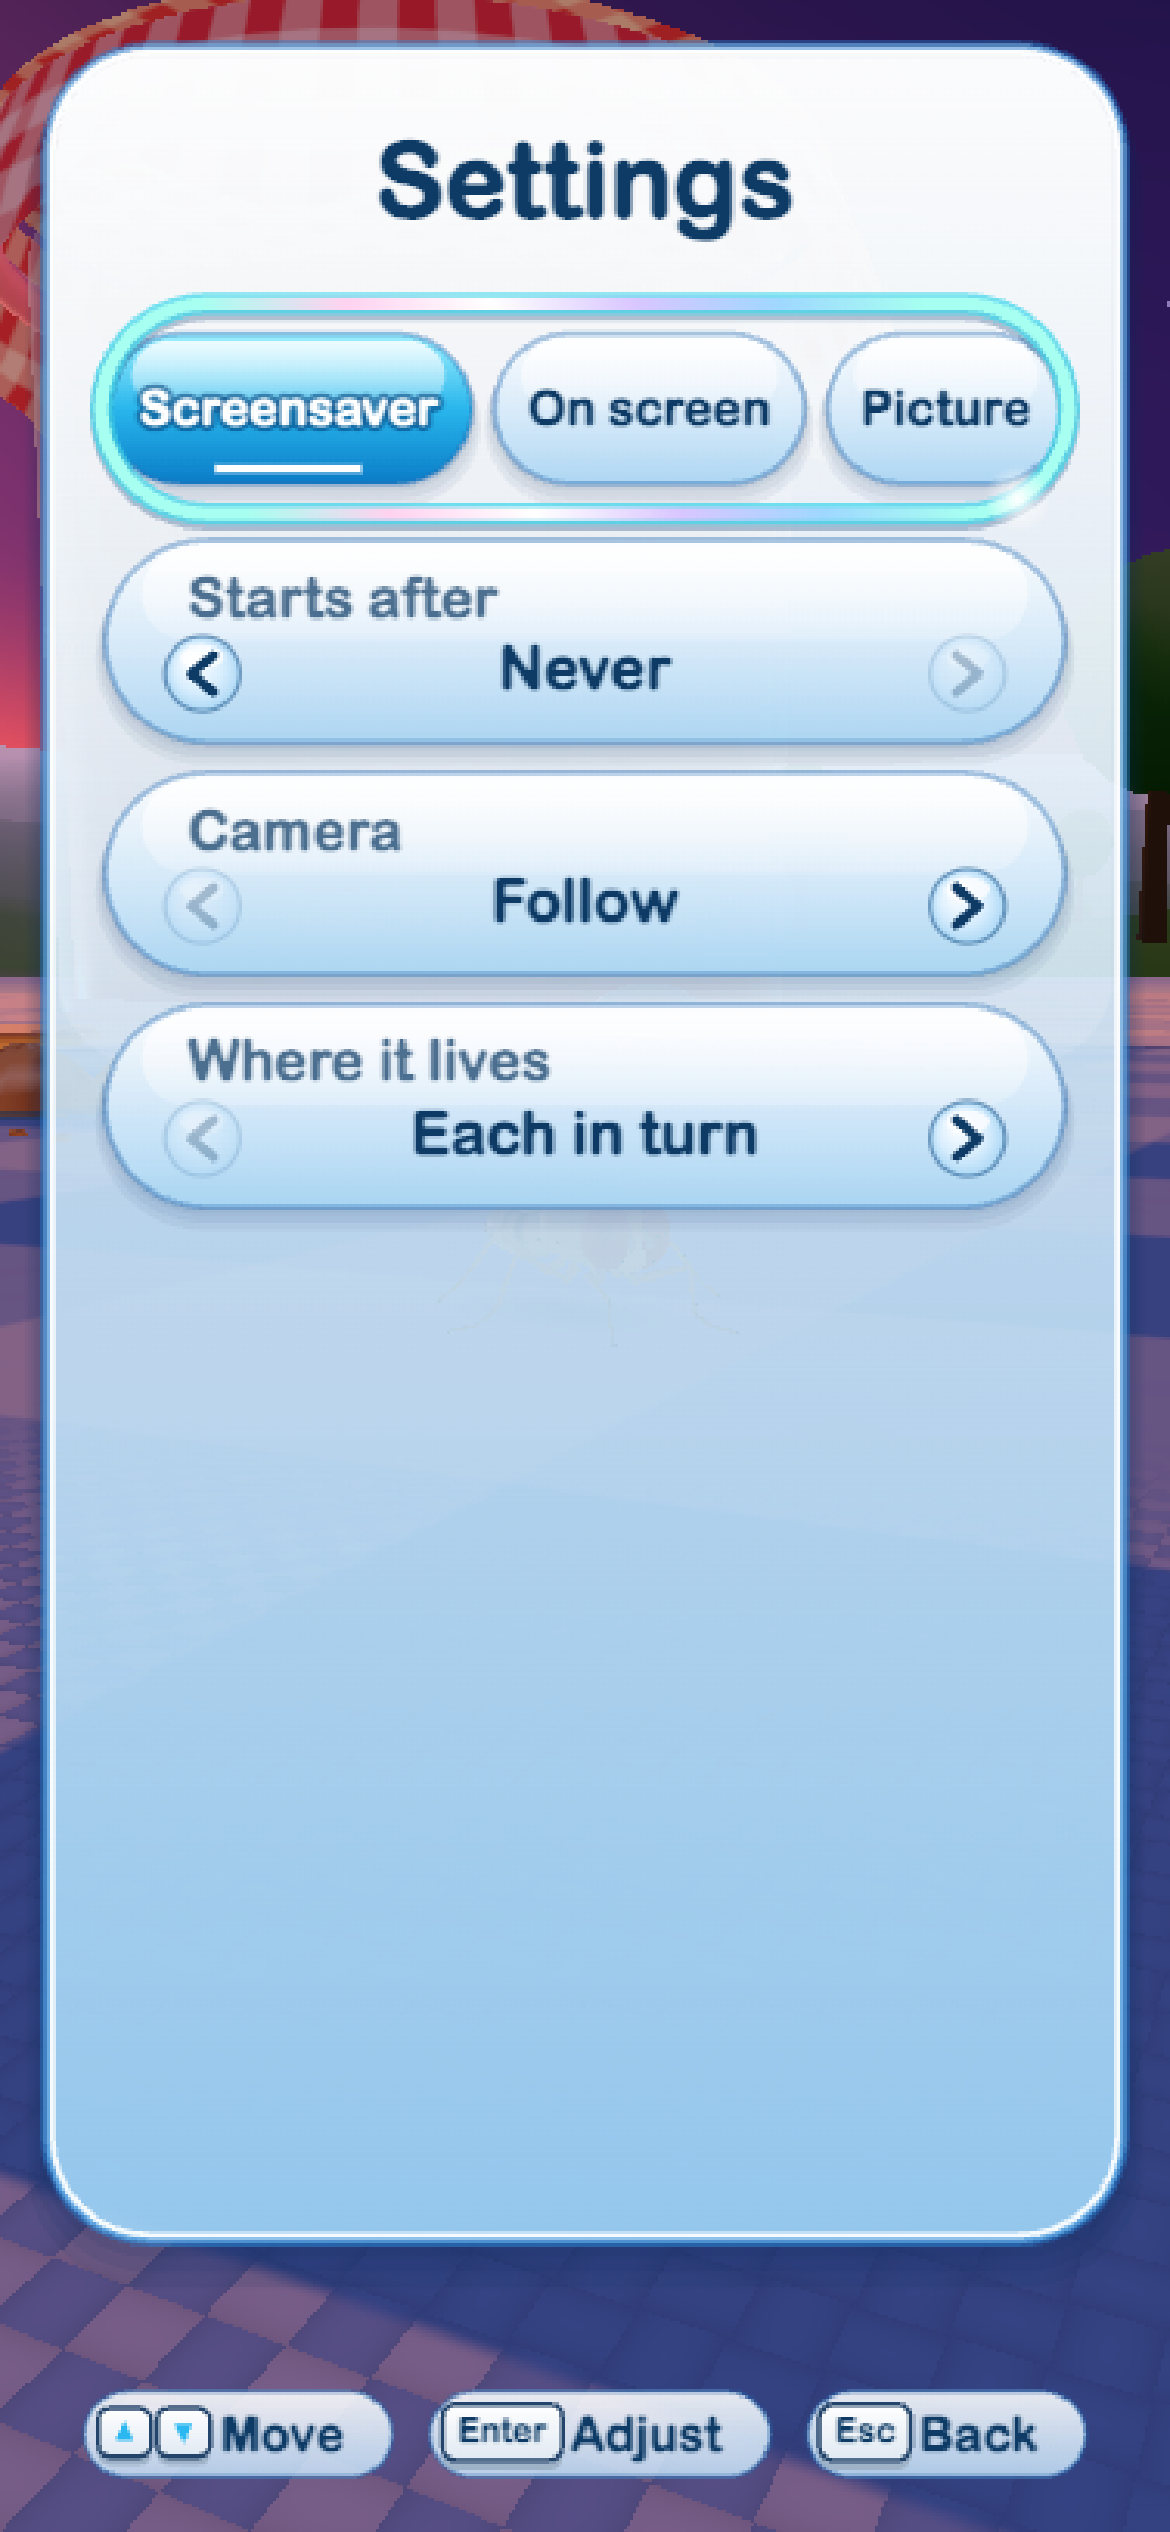 Settings
Screensaver On screen Picture
Starts after
Never
Camera
Follow
Where it lives
Each in turn
Move Enter Adjust Esc Back